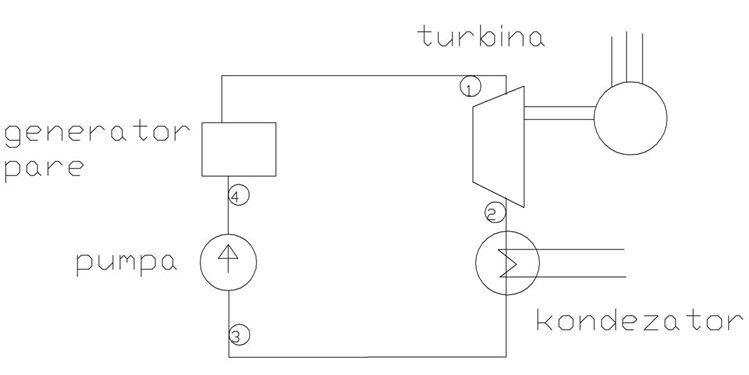 turbina
1
generator
pare
4
2
pumpa
kondezator
3